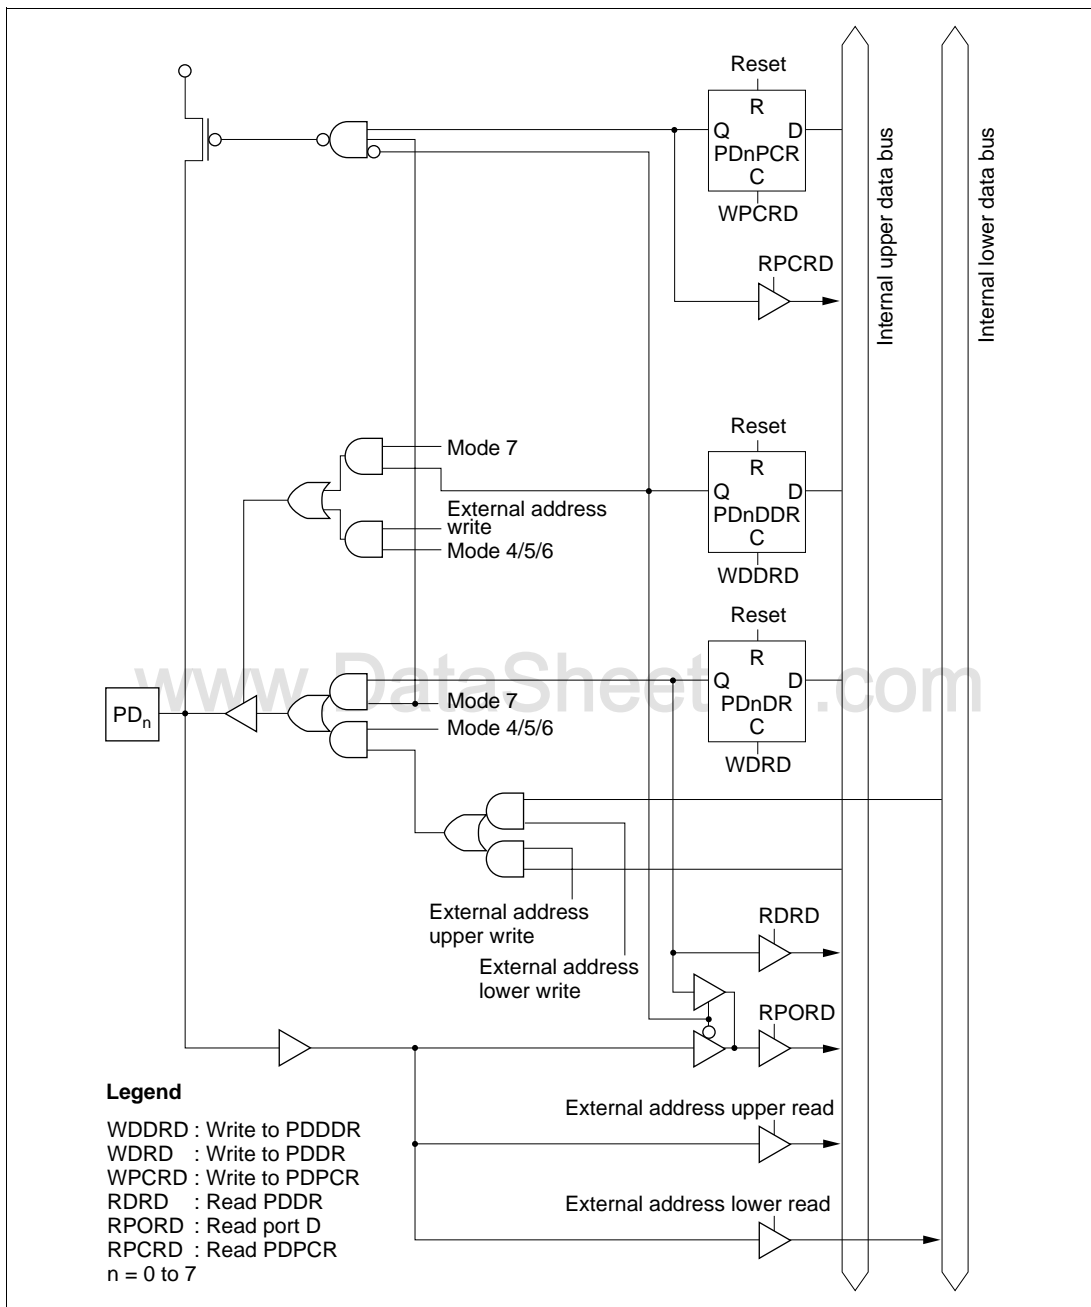 Reset
R
Q D
PDnPCR
C
WPCRD
RPCRD
Internal upper data bus
Internal lower data bus
Mode 7
External address
write
Mode 4/5/6
Reset
R
Q D
PDnDDR
C
WDDRD
Reset
R
Q D
PDnDR
C
WDRD
www.DataSheet .com
PDn
Mode 7
Mode 4/5/6
External address
upper write
External address
lower write
RDRD
RPORD
External address upper read
External address lower read
Legend
WDDRD : Write to PDDDR
WDRD : Write to PDDR
WPCRD : Write to PDPCR
RDRD : Read PDDR
RPORD : Read port D
RPCRD : Read PDPCR
n = 0 to 7